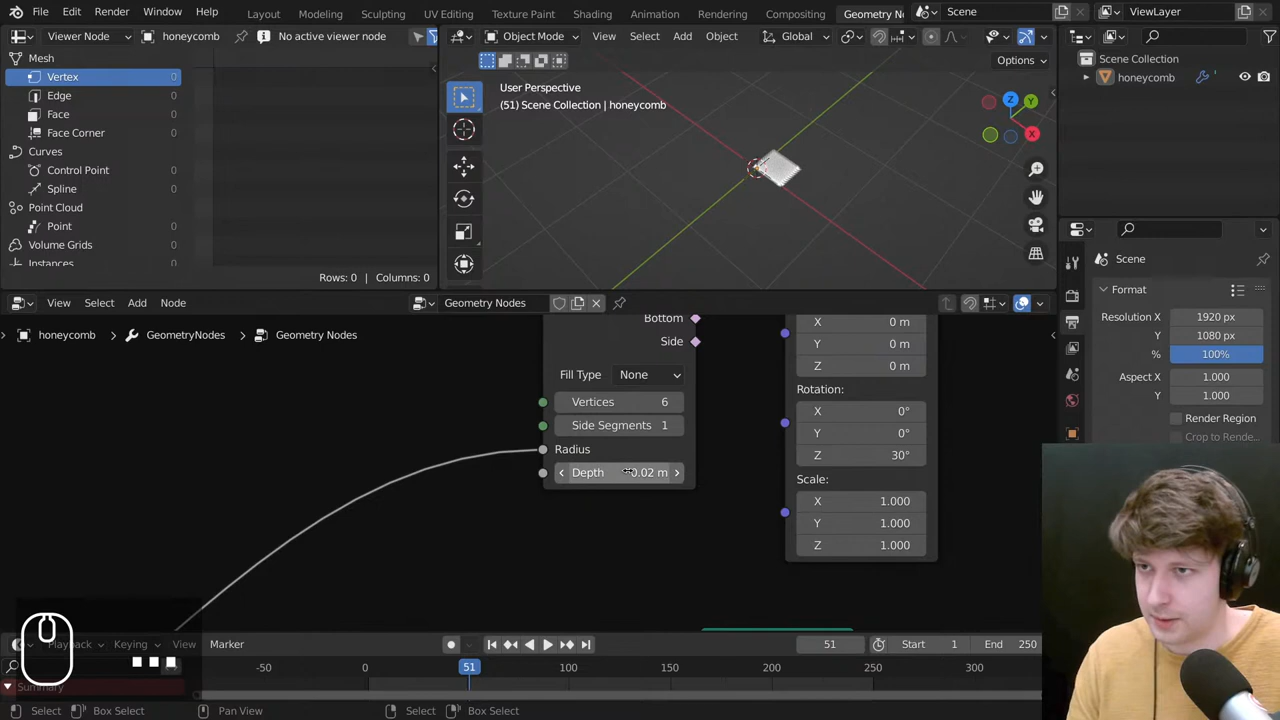 File Edit Render Window Help Layout Modeling Sculpting UV Editing Texture Paint Shading Animation Rendering Compositing Geometry No Scene ViewLayer
Viewer Node honeycomb No active viewer node
Object Mode View Select Add Object Global
Options
Mesh
Vertex 0
Edge 0
Face 0
Face Corner 0
Curves
Control Point 0
Spline 0
Point Cloud
Point 0
Volume Grids
Instances
Rows: 0 | Columns: 0
User Perspective
(51) Scene Collection | honeycomb
Z
Y
X
Scene Collection
honeycomb
Scene
Format
Resolution X 1920 px
Y 1080 px
% 100%
Aspect X 1.000
Y 1.000
Render Region
Crop to Render...
View Select Add Node Geometry Nodes
honeycomb GeometryNodes Geometry Nodes
Bottom
Side
Fill Type None
Vertices 6
Side Segments 1
Radius
Depth 0.02 m
X 0 m
Y 0 m
Z 0 m
Rotation:
X 0°
Y 0°
Z 30°
Scale:
X 1.000
Y 1.000
Z 1.000
Playback Keying View Marker 51 Start 1 End 250
-50 0 51 100 150 200 250 300
Summary
Select Box Select Pan View Select Box Select